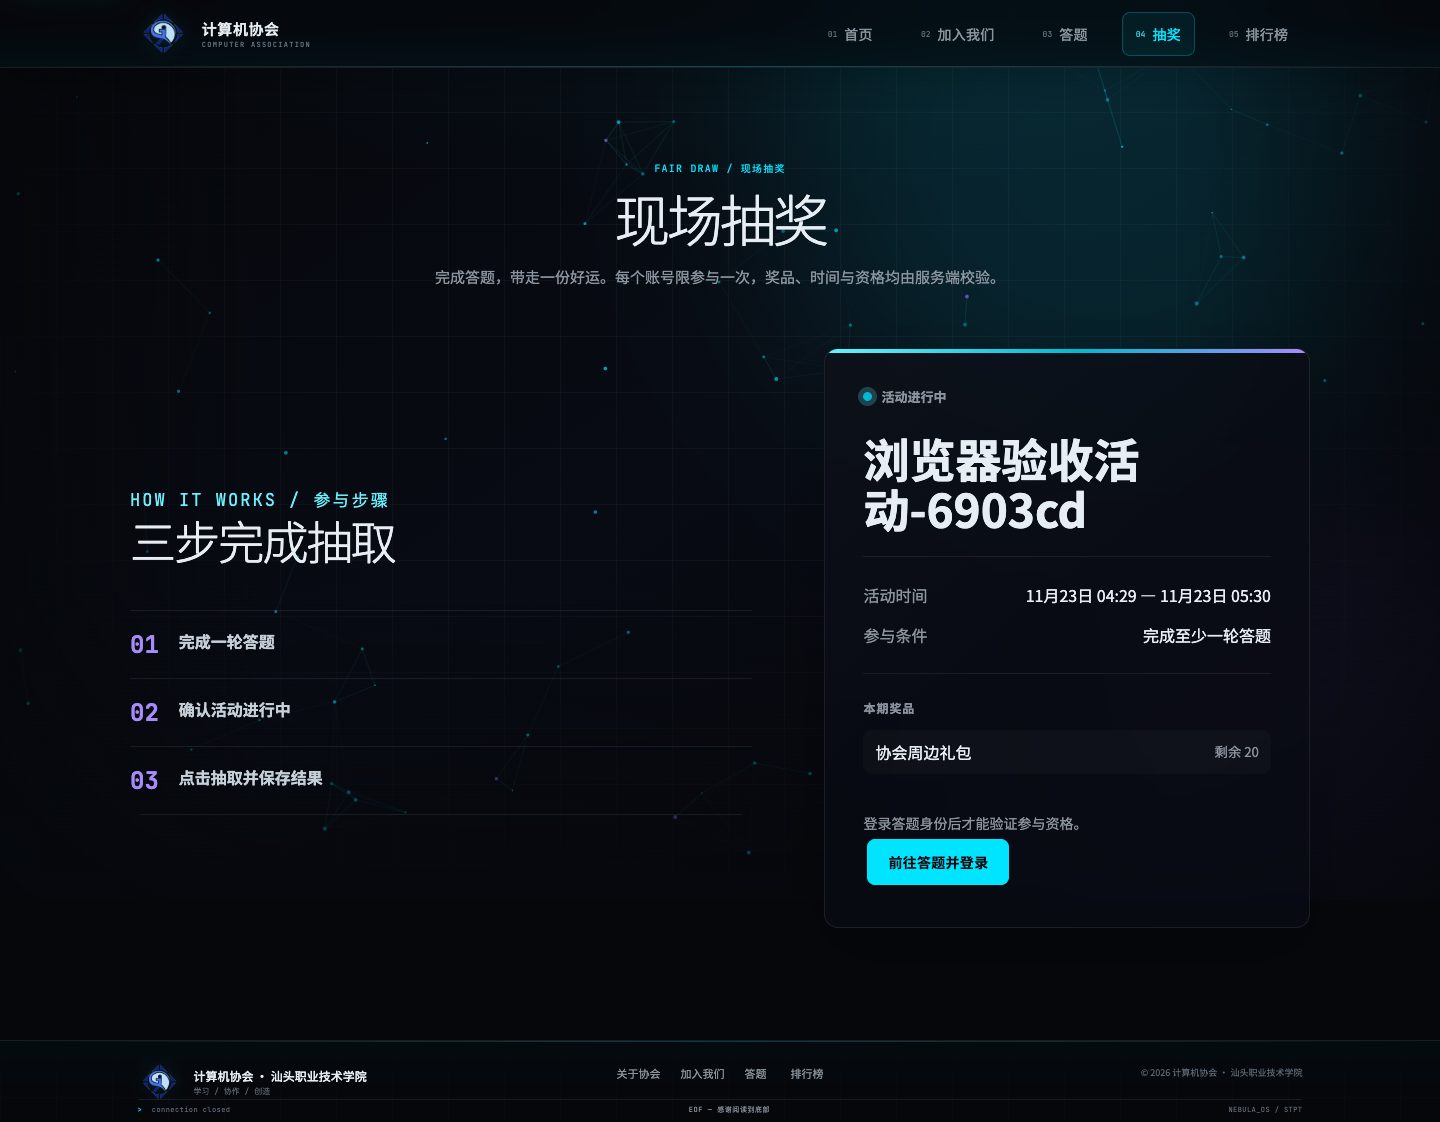 计算机协会
COMPUTER ASSOCIATION
01 首页
02 加入我们
03 答题
04 抽奖
05 排行榜
FAIR DRAW / 现场抽奖
现场抽奖
完成答题，带走一份好运。每个账号限参与一次，奖品、时间与资格均由服务端校验。
HOW IT WORKS / 参与步骤
三步完成抽取
01 完成一轮答题
02 确认活动进行中
03 点击抽取并保存结果
活动进行中
浏览器验收活
动-6903cd
活动时间 11月23日 04:29 — 11月23日 05:30
参与条件 完成至少一轮答题
本期奖品
协会周边礼包 剩余 20
登录答题身份后才能验证参与资格。
前往答题并登录
计算机协会 · 汕头职业技术学院
学习 / 协作 / 创造
关于协会 加入我们 答题 排行榜
© 2026 计算机协会 · 汕头职业技术学院
> connection closed
EOF — 感谢阅读到底部
NEBULA_OS / STPT